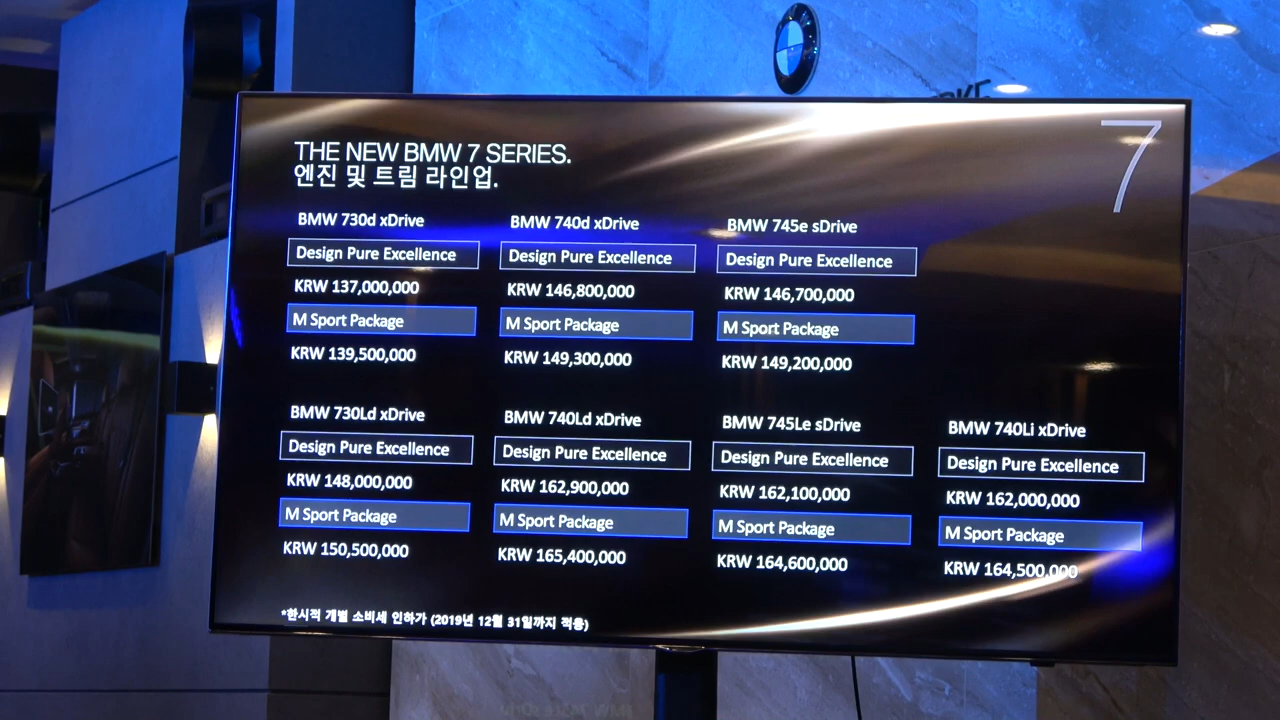 7
THE NEW BMW 7 SERIES.
엔진 및 트림 라인업.
BMW 730d xDrive
Design Pure Excellence
KRW 137,000,000
M Sport Package
KRW 139,500,000
BMW 740d xDrive
Design Pure Excellence
KRW 146,800,000
M Sport Package
KRW 149,300,000
BMW 745e sDrive
Design Pure Excellence
KRW 146,700,000
M Sport Package
KRW 149,200,000
BMW 730Ld xDrive
Design Pure Excellence
KRW 148,000,000
M Sport Package
KRW 150,500,000
BMW 740Ld xDrive
Design Pure Excellence
KRW 162,900,000
M Sport Package
KRW 165,400,000
BMW 745Le sDrive
Design Pure Excellence
KRW 162,100,000
M Sport Package
KRW 164,600,000
BMW 740Li xDrive
Design Pure Excellence
KRW 162,000,000
M Sport Package
KRW 164,500,000
*한시적 개별 소비세 인하가 (2019년 12월 31일까지 적용)